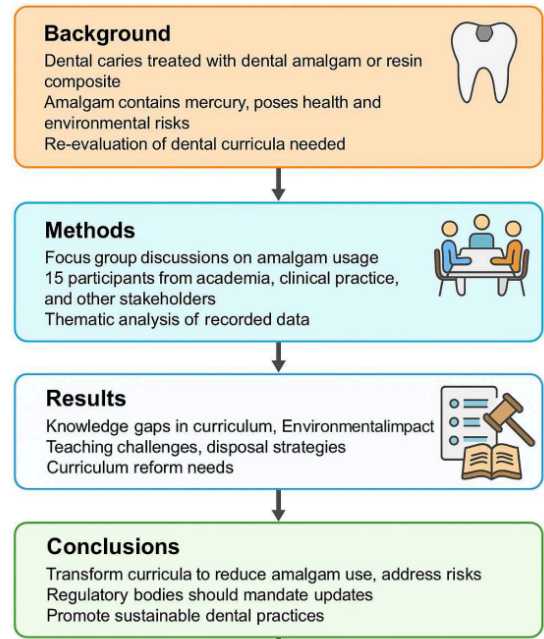 Background
Dental caries treated with dental amalgam or resin
composite
Amalgam contains mercury, poses health and
environmental risks
Re-evaluation of dental curricula needed
Methods
Focus group discussions on amalgam usage
15 participants from academia, clinical practice,
and other stakeholders
Thematic analysis of recorded data
Results
Knowledge gaps in curriculum, Environmentalimpact
Teaching challenges, disposal strategies
Curriculum reform needs
Conclusions
Transform curricula to reduce amalgam use, address risks
Regulatory bodies should mandate updates
Promote sustainable dental practices